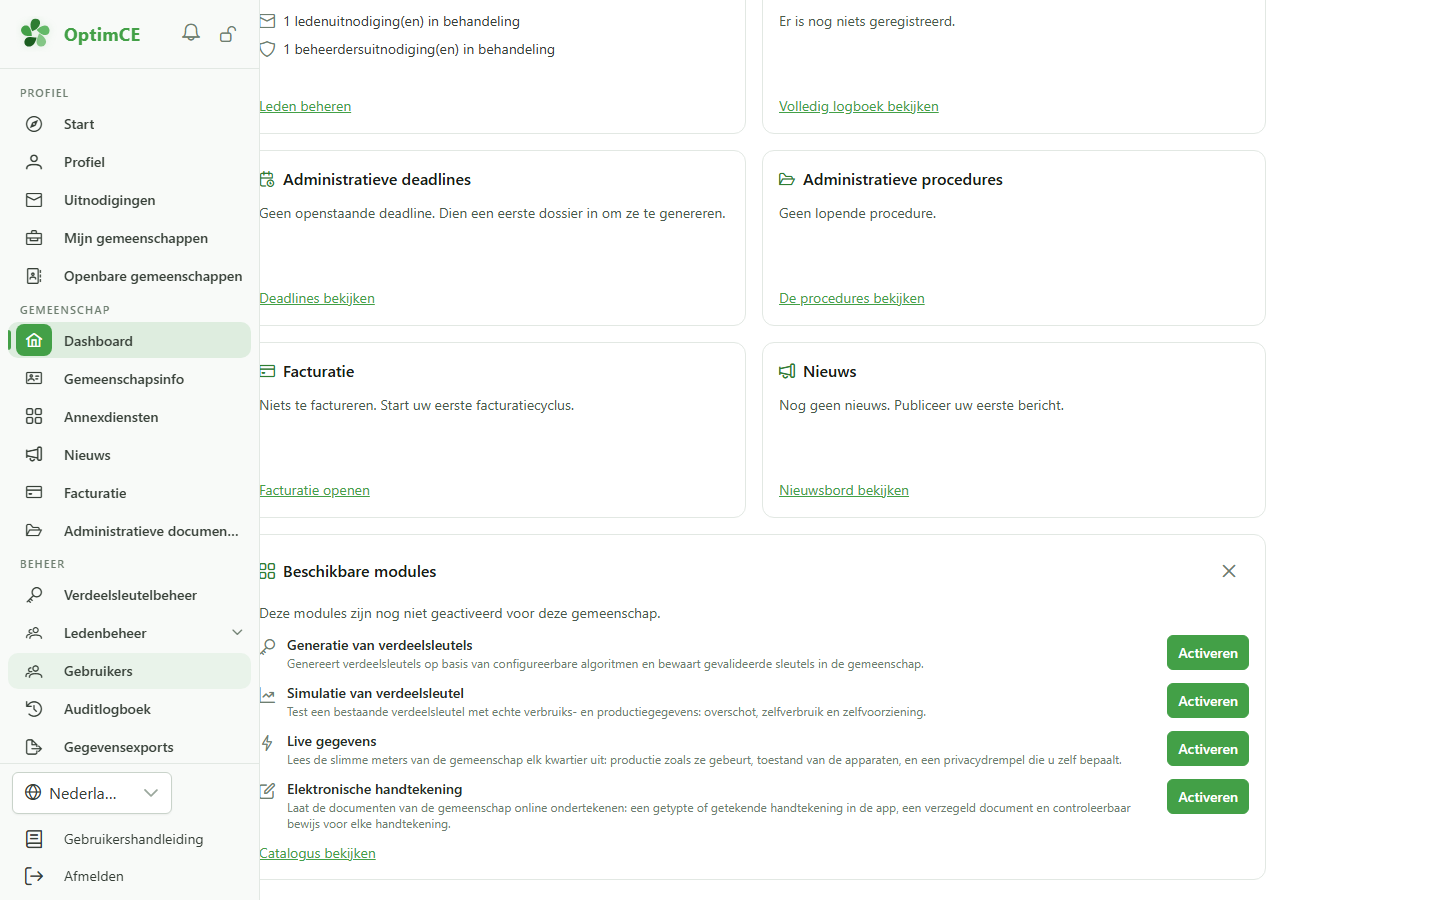 OptimCE
PROFIEL
Start
Profiel
Uitnodigingen
Mijn gemeenschappen
Openbare gemeenschappen
GEMEENSCHAP
Dashboard
Gemeenschapsinfo
Annexdiensten
Nieuws
Facturatie
Administratieve documen...
BEHEER
Verdeelsleutelbeheer
Ledenbeheer
Gebruikers
Auditlogboek
Gegevensexports
Nederla...
Gebruikershandleiding
Afmelden
1 ledenuitnodiging(en) in behandeling
1 beheerdersuitnodiging(en) in behandeling
Leden beheren
Er is nog niets geregistreerd.
Volledig logboek bekijken
Administratieve deadlines
Geen openstaande deadline. Dien een eerste dossier in om ze te genereren.
Deadlines bekijken
Administratieve procedures
Geen lopende procedure.
De procedures bekijken
Facturatie
Niets te factureren. Start uw eerste facturatiecyclus.
Facturatie openen
Nieuws
Nog geen nieuws. Publiceer uw eerste bericht.
Nieuwsbord bekijken
Beschikbare modules
Deze modules zijn nog niet geactiveerd voor deze gemeenschap.
Generatie van verdeelsleutels
Genereert verdeelsleutels op basis van configureerbare algoritmen en bewaart gevalideerde sleutels in de gemeenschap.
Activeren
Simulatie van verdeelsleutel
Test een bestaande verdeelsleutel met echte verbruiks- en productiegegevens: overschot, zelfverbruik en zelfvoorziening.
Activeren
Live gegevens
Lees de slimme meters van de gemeenschap elk kwartier uit: productie zoals ze gebeurt, toestand van de apparaten, en een privacydrempel die u zelf bepaalt.
Activeren
Elektronische handtekening
Laat de documenten van de gemeenschap online ondertekenen: een getypte of getekende handtekening in de app, een verzegeld document en controleerbaar
bewijs voor elke handtekening.
Activeren
Catalogus bekijken